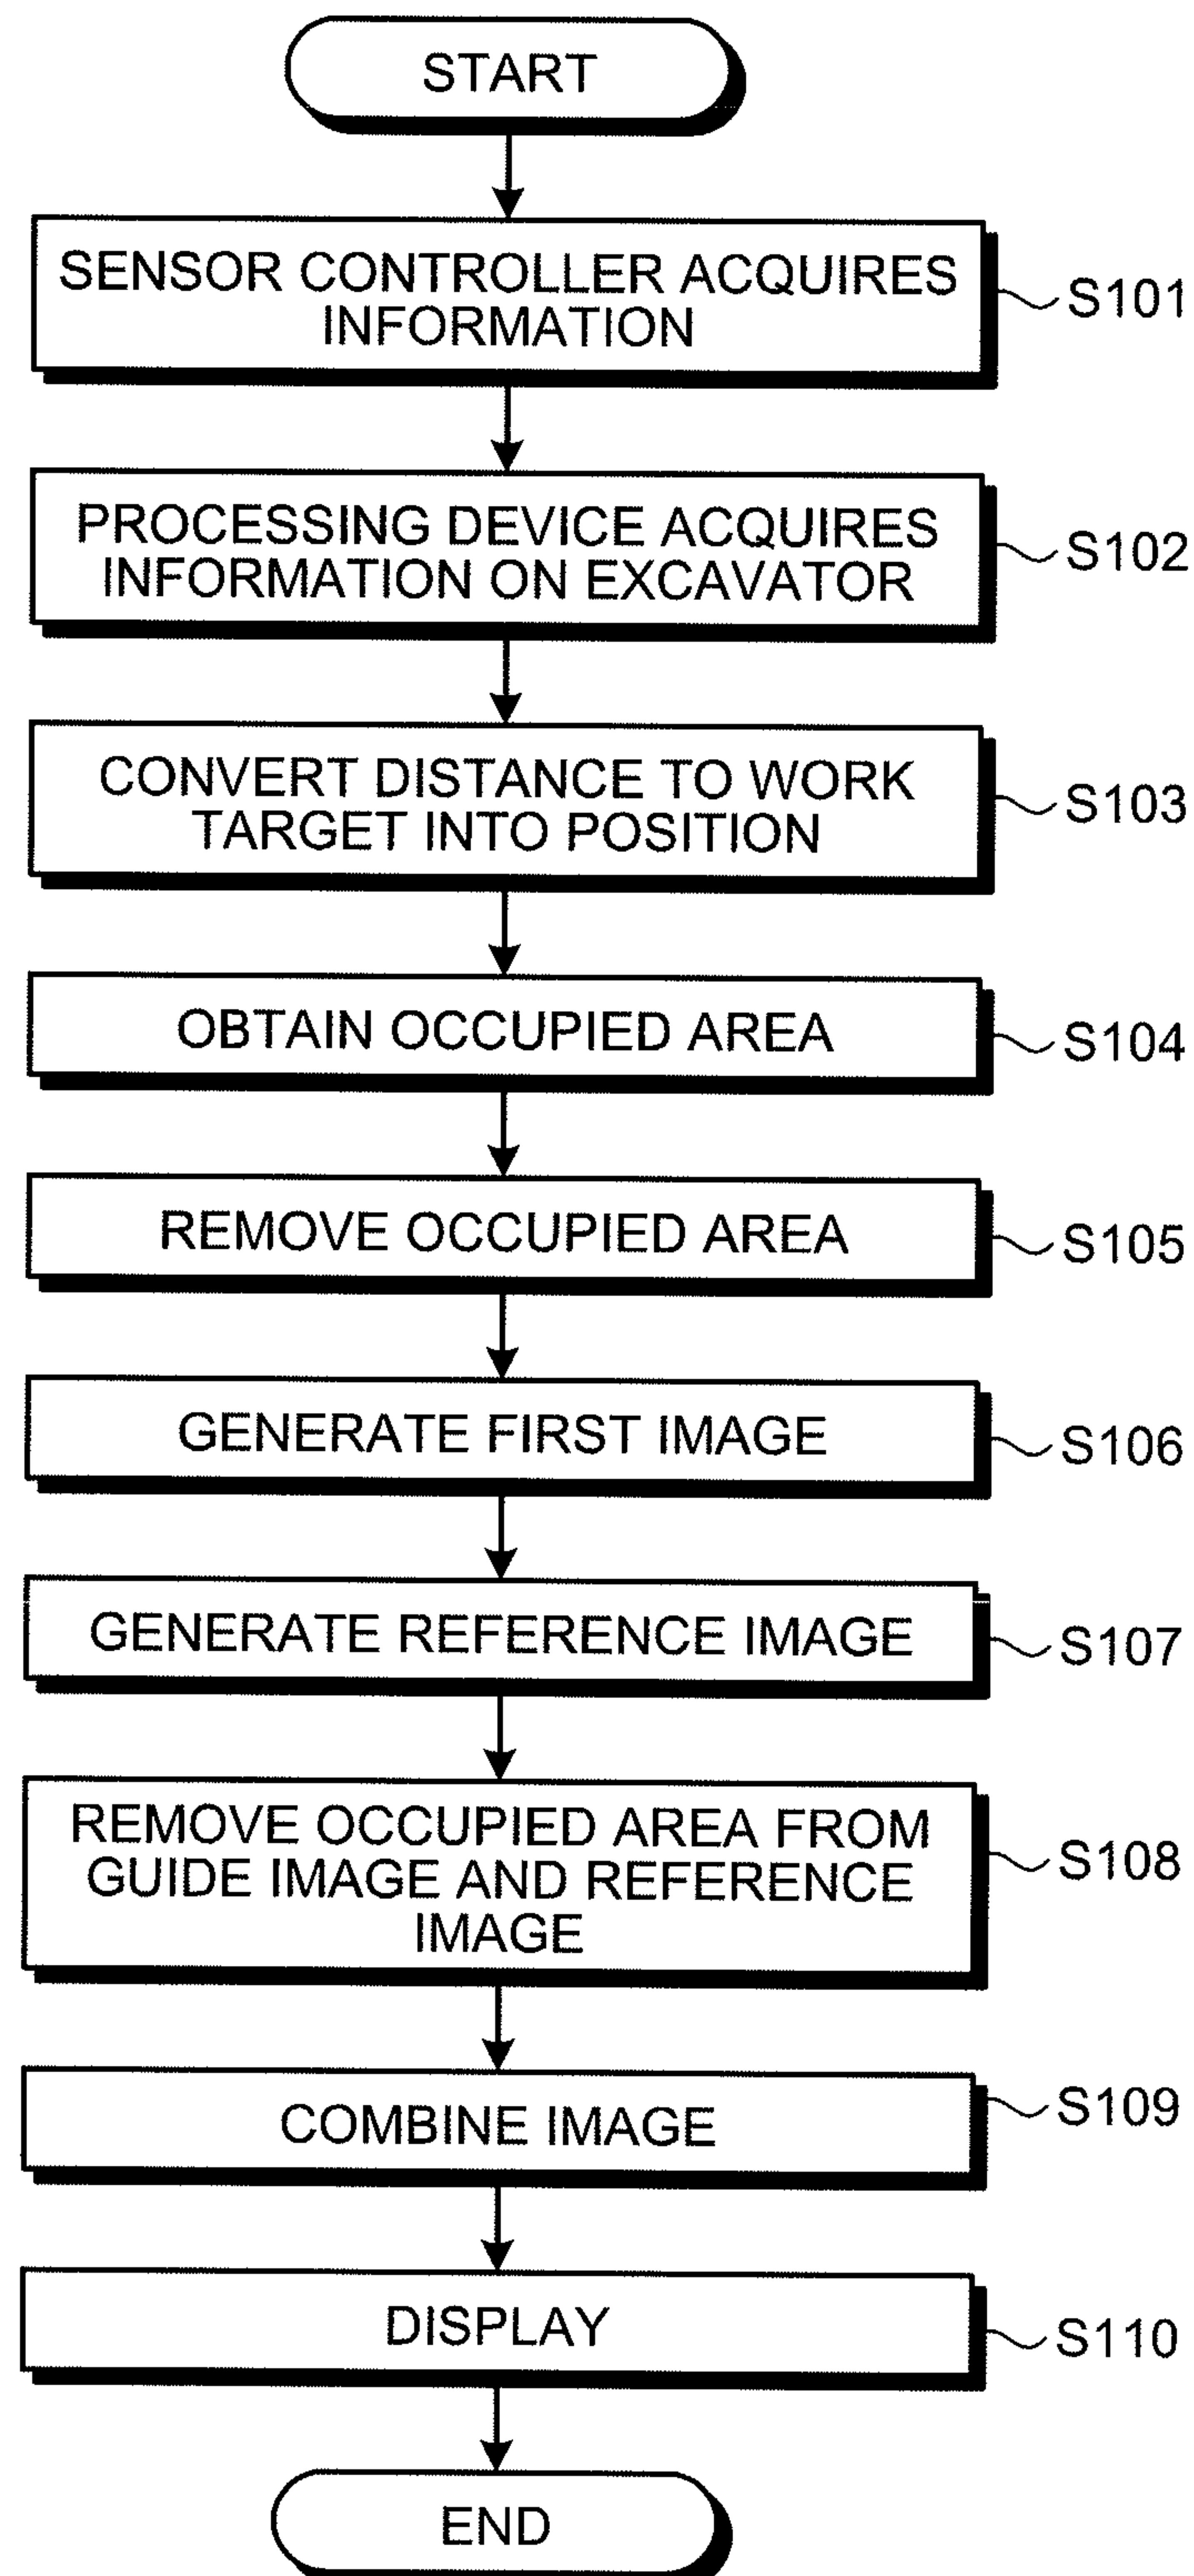 START
SENSOR CONTROLLER ACQUIRES
INFORMATION
S101
PROCESSING DEVICE ACQUIRES
INFORMATION ON EXCAVATOR
S102
CONVERT DISTANCE TO WORK
TARGET INTO POSITION
S103
OBTAIN OCCUPIED AREA
S104
REMOVE OCCUPIED AREA
S105
GENERATE FIRST IMAGE
S106
GENERATE REFERENCE IMAGE
S107
REMOVE OCCUPIED AREA FROM
GUIDE IMAGE AND REFERENCE
IMAGE
S108
COMBINE IMAGE
S109
DISPLAY
S110
END